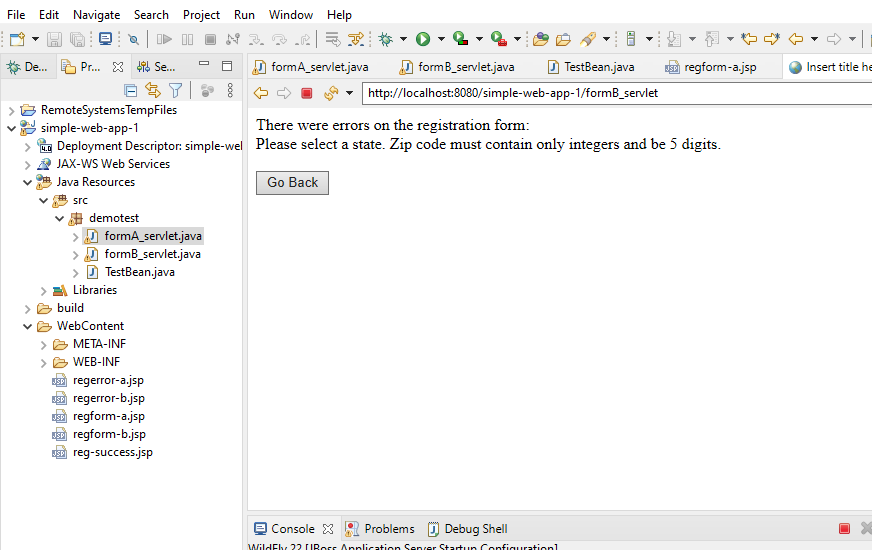 File Edit Navigate Search Project Run Window Help
De... Pr... Se...
RemoteSystemsTempFiles
simple-web-app-1
4.0 Deployment Descriptor: simple-wel
JAX-WS Web Services
Java Resources
src
demotest
formA_servlet.java
formB_servlet.java
TestBean.java
Libraries
build
WebContent
META-INF
WEB-INF
regerror-a.jsp
regerror-b.jsp
regform-a.jsp
regform-b.jsp
reg-success.jsp
formA_servlet.java formB_servlet.java TestBean.java regform-a.jsp Insert title he
http://localhost:8080/simple-web-app-1/formB_servlet
There were errors on the registration form:
Please select a state. Zip code must contain only integers and be 5 digits.
Go Back
Console Problems Debug Shell
WildFly 22 [JBoss Application Server Startup Configuration]